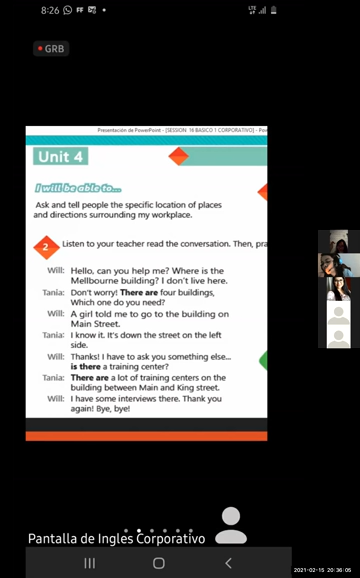 8:26
FF
LTE
GRB
Presentación de PowerPoint - [SESSION 16 BASICO 1 CORPORATIVO] - Po
Unit 4
I will be able to...
Ask and tell people the specific location of places
and directions surrounding my workplace.
2 Listen to your teacher read the conversation. Then, pra
Will: Hello, can you help me? Where is the
Mellbourne building? I don't live here.
Tania: Don't worry! There are four buildings,
Which one do you need?
Will: A girl told me to go to the building on
Main Street.
Tania: I know it. It's down the street on the left
side.
Will: Thanks! I have to ask you something else...
is there a training center?
Tania: There are a lot of training centers on the
building between Main and King street.
Will: I have some interviews there. Thank you
again! Bye, bye!
Pantalla de Ingles Corporativo
2021-02-15 20:36:05